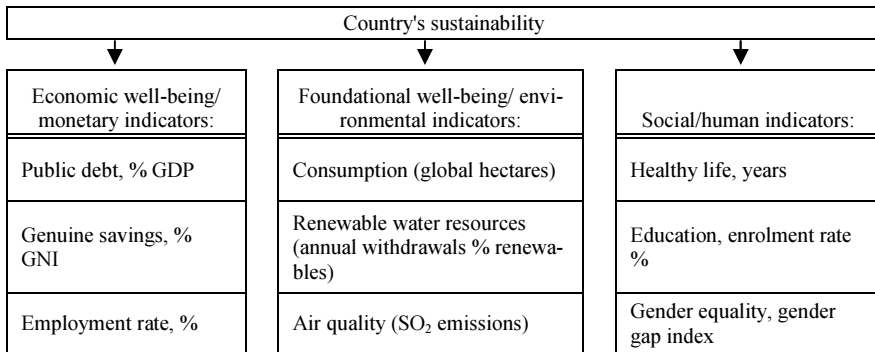 Country's sustainability
Economic well-being/
monetary indicators:
Public debt, % GDP
Genuine savings, %
GNI
Employment rate, %
Foundational well-being/ envi-
ronmental indicators:
Consumption (global hectares)
Renewable water resources
(annual withdrawals % renewa-
bles)
Air quality (SO₂ emissions)
Social/human indicators:
Healthy life, years
Education, enrolment rate
%
Gender equality, gender
gap index